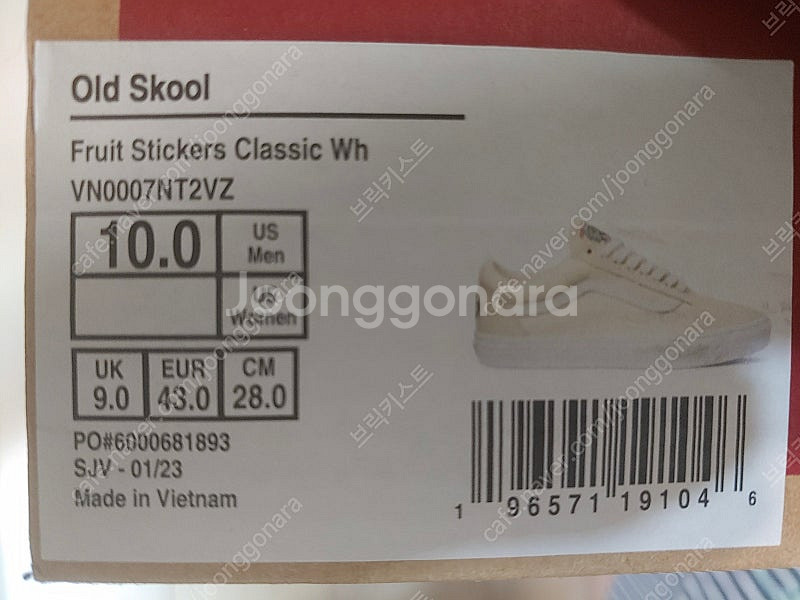 Old Skool
Fruit Stickers Classic Wh
VN0007NT2VZ
10.0 US Men
US Women
UK 9.0
EUR 43.0
CM 28.0
PO#6000681893
SJV - 01/23
Made in Vietnam
1 96571 19104 6
Joonggonara
cafe.naver.com/joonggonara
브릭키스트